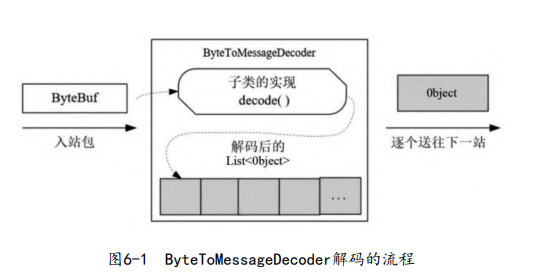 ByteToMessageDecoder
ByteBuf
子类的实现
decode( )
Object
入站包
解码后的
List<Object>
逐个送往下一站
...
图6-1 ByteToMessageDecoder解码的流程